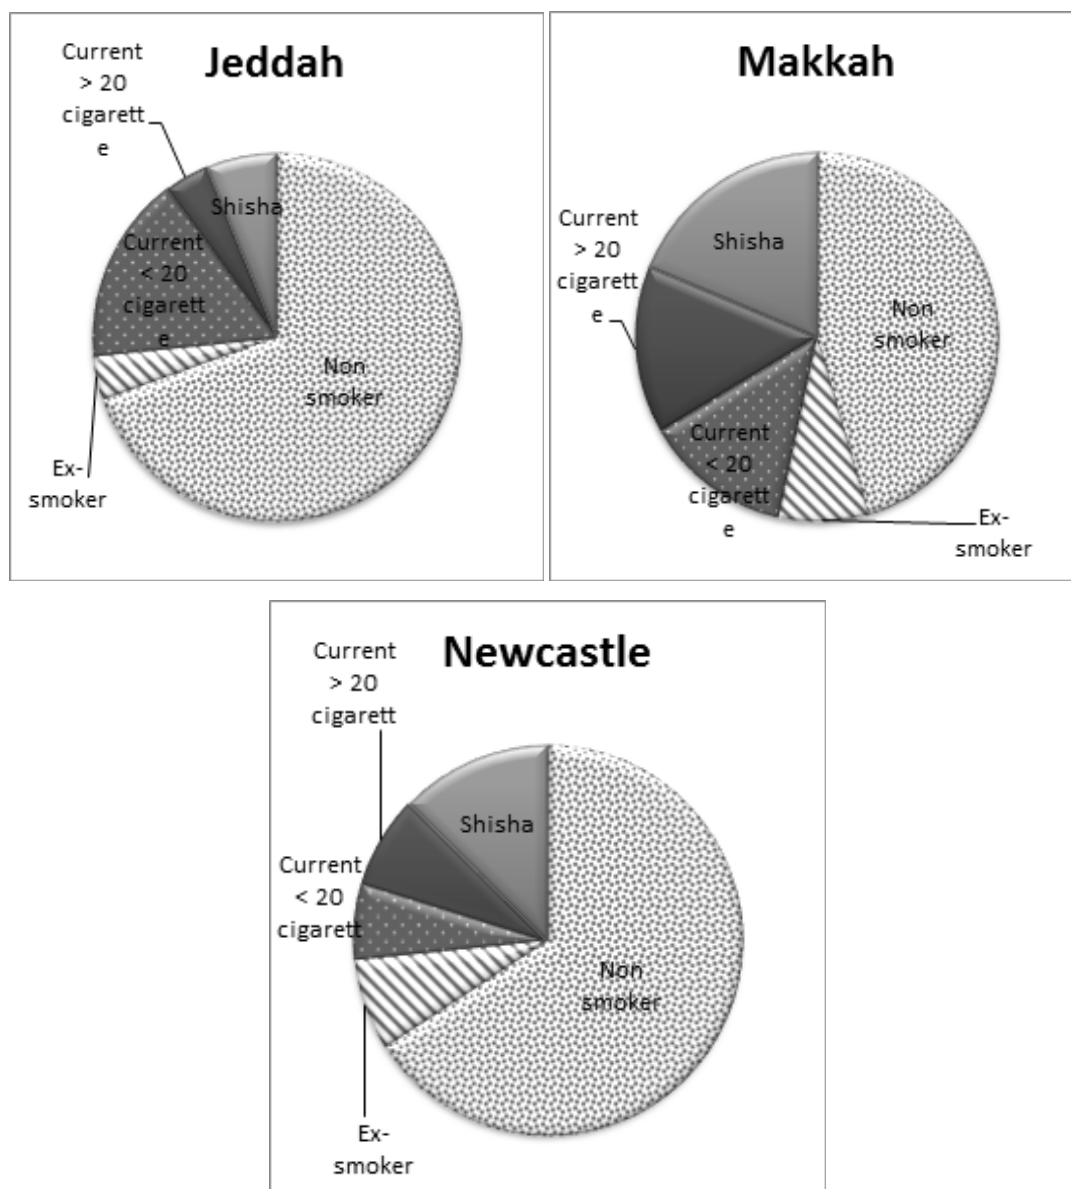 Jeddah
Current
> 20
cigarett
e
Shisha
Current
< 20
cigarett
e
Non
smoker
Ex-
smoker
Makkah
Current
> 20
cigarett
e
Shisha
Non
smoker
Current
< 20
cigarett
e
Ex-
smoker
Newcastle
Current
> 20
cigarett
Shisha
Current
< 20
cigarett
Non
smoker
Ex-
smoker